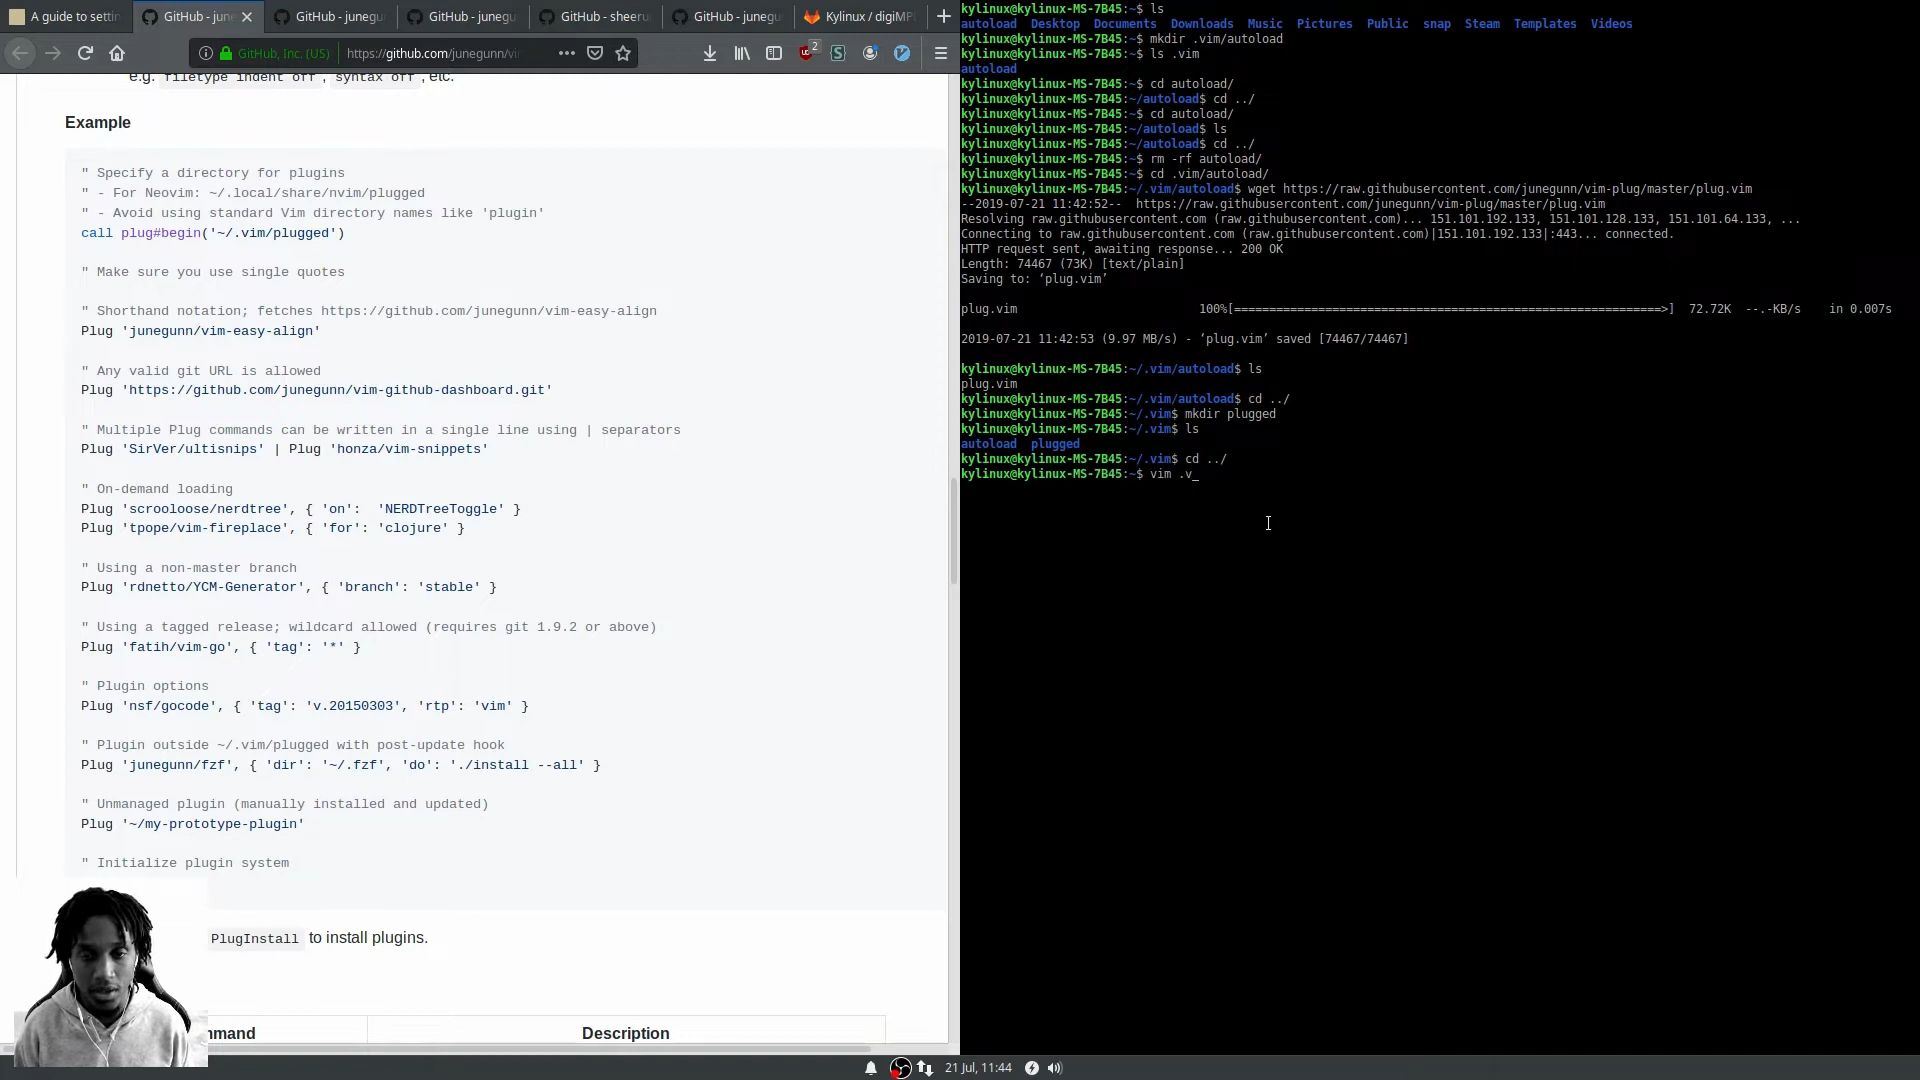 A guide to setti
GitHub - june
GitHub - junegu
GitHub - junegu
GitHub - sheeru
GitHub - junegu
Kylinux / digiMP
GitHub, Inc. (US)
https://github.com/junegunn/vi
2
e.g. filetype indent off, syntax off, etc.
Example
" Specify a directory for plugins
" - For Neovim: ~/.local/share/nvim/plugged
" - Avoid using standard Vim directory names like 'plugin'
call plug#begin('~/.vim/plugged')
" Make sure you use single quotes
" Shorthand notation; fetches https://github.com/junegunn/vim-easy-align
Plug 'junegunn/vim-easy-align'
" Any valid git URL is allowed
Plug 'https://github.com/junegunn/vim-github-dashboard.git'
" Multiple Plug commands can be written in a single line using | separators
Plug 'SirVer/ultisnips' | Plug 'honza/vim-snippets'
" On-demand loading
Plug 'scrooloose/nerdtree', { 'on':  'NERDTreeToggle' }
Plug 'tpope/vim-fireplace', { 'for': 'clojure' }
" Using a non-master branch
Plug 'rdnetto/YCM-Generator', { 'branch': 'stable' }
" Using a tagged release; wildcard allowed (requires git 1.9.2 or above)
Plug 'fatih/vim-go', { 'tag': '*' }
" Plugin options
Plug 'nsf/gocode', { 'tag': 'v.20150303', 'rtp': 'vim' }
" Plugin outside ~/.vim/plugged with post-update hook
Plug 'junegunn/fzf', { 'dir': '~/.fzf', 'do': './install --all' }
" Unmanaged plugin (manually installed and updated)
Plug '~/my-prototype-plugin'
" Initialize plugin system
PlugInstall to install plugins.
mmand
Description
kylinux@kylinux-MS-7B45:~$ ls
autoload  Desktop  Documents  Downloads  Music  Pictures  Public  snap  Steam  Templates  Videos
kylinux@kylinux-MS-7B45:~$ mkdir .vim/autoload
kylinux@kylinux-MS-7B45:~$ ls .vim
autoload
kylinux@kylinux-MS-7B45:~$ cd autoload/
kylinux@kylinux-MS-7B45:~/autoload$ cd ../
kylinux@kylinux-MS-7B45:~$ cd autoload/
kylinux@kylinux-MS-7B45:~/autoload$ ls
kylinux@kylinux-MS-7B45:~/autoload$ cd ../
kylinux@kylinux-MS-7B45:~$ rm -rf autoload/
kylinux@kylinux-MS-7B45:~$ cd .vim/autoload/
kylinux@kylinux-MS-7B45:~/.vim/autoload$ wget https://raw.githubusercontent.com/junegunn/vim-plug/master/plug.vim
--2019-07-21 11:42:52--  https://raw.githubusercontent.com/junegunn/vim-plug/master/plug.vim
Resolving raw.githubusercontent.com (raw.githubusercontent.com)... 151.101.192.133, 151.101.128.133, 151.101.64.133, ...
Connecting to raw.githubusercontent.com (raw.githubusercontent.com)|151.101.192.133|:443... connected.
HTTP request sent, awaiting response... 200 OK
Length: 74467 (73K) [text/plain]
Saving to: ‘plug.vim’
plug.vim 100%[=============================================================>] 72.72K  --.-KB/s    in 0.007s
2019-07-21 11:42:53 (9.97 MB/s) - ‘plug.vim’ saved [74467/74467]
kylinux@kylinux-MS-7B45:~/.vim/autoload$ ls
plug.vim
kylinux@kylinux-MS-7B45:~/.vim/autoload$ cd ../
kylinux@kylinux-MS-7B45:~/.vim$ mkdir plugged
kylinux@kylinux-MS-7B45:~/.vim$ ls
autoload  plugged
kylinux@kylinux-MS-7B45:~/.vim$ cd ../
kylinux@kylinux-MS-7B45:~$ vim .v_
21 Jul, 11:44